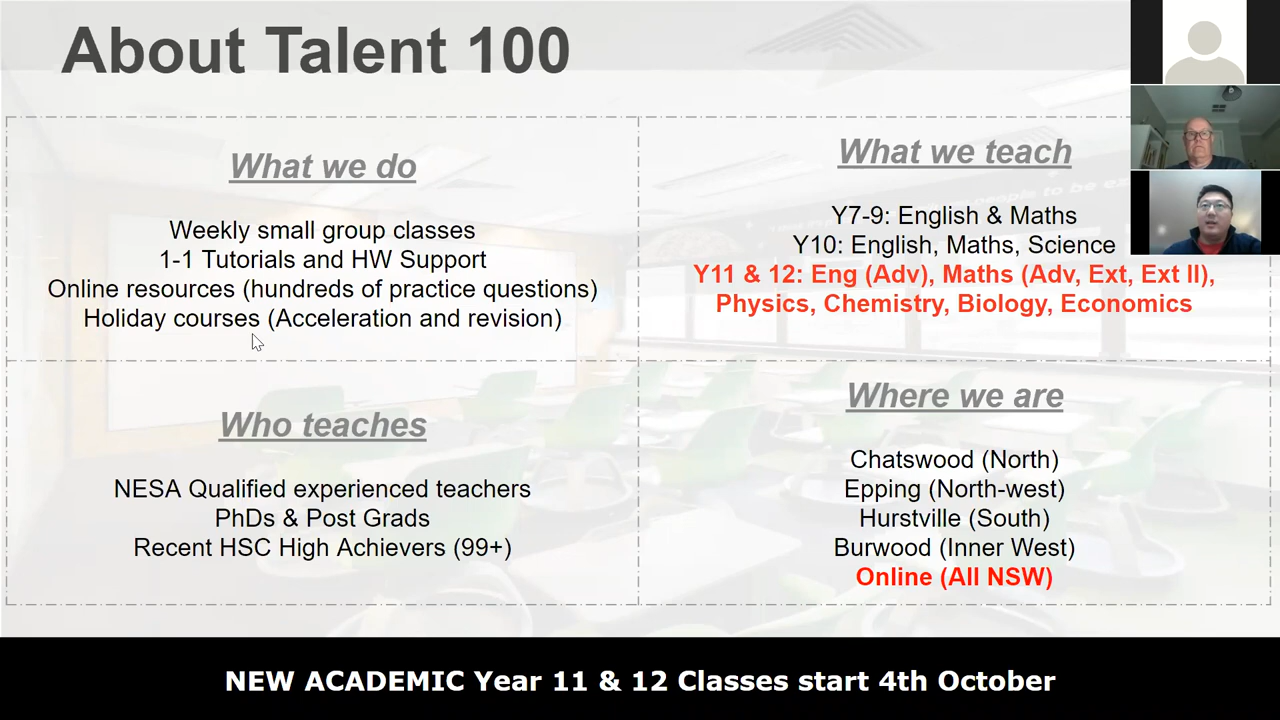 About Talent 100
What we do
Weekly small group classes
1-1 Tutorials and HW Support
Online resources (hundreds of practice questions)
Holiday courses (Acceleration and revision)
What we teach
Y7-9: English & Maths
Y10: English, Maths, Science
Y11 & 12: Eng (Adv), Maths (Adv, Ext, Ext II),
Physics, Chemistry, Biology, Economics
Who teaches
NESA Qualified experienced teachers
PhDs & Post Grads
Recent HSC High Achievers (99+)
Where we are
Chatswood (North)
Epping (North-west)
Hurstville (South)
Burwood (Inner West)
Online (All NSW)
NEW ACADEMIC Year 11 & 12 Classes start 4th October